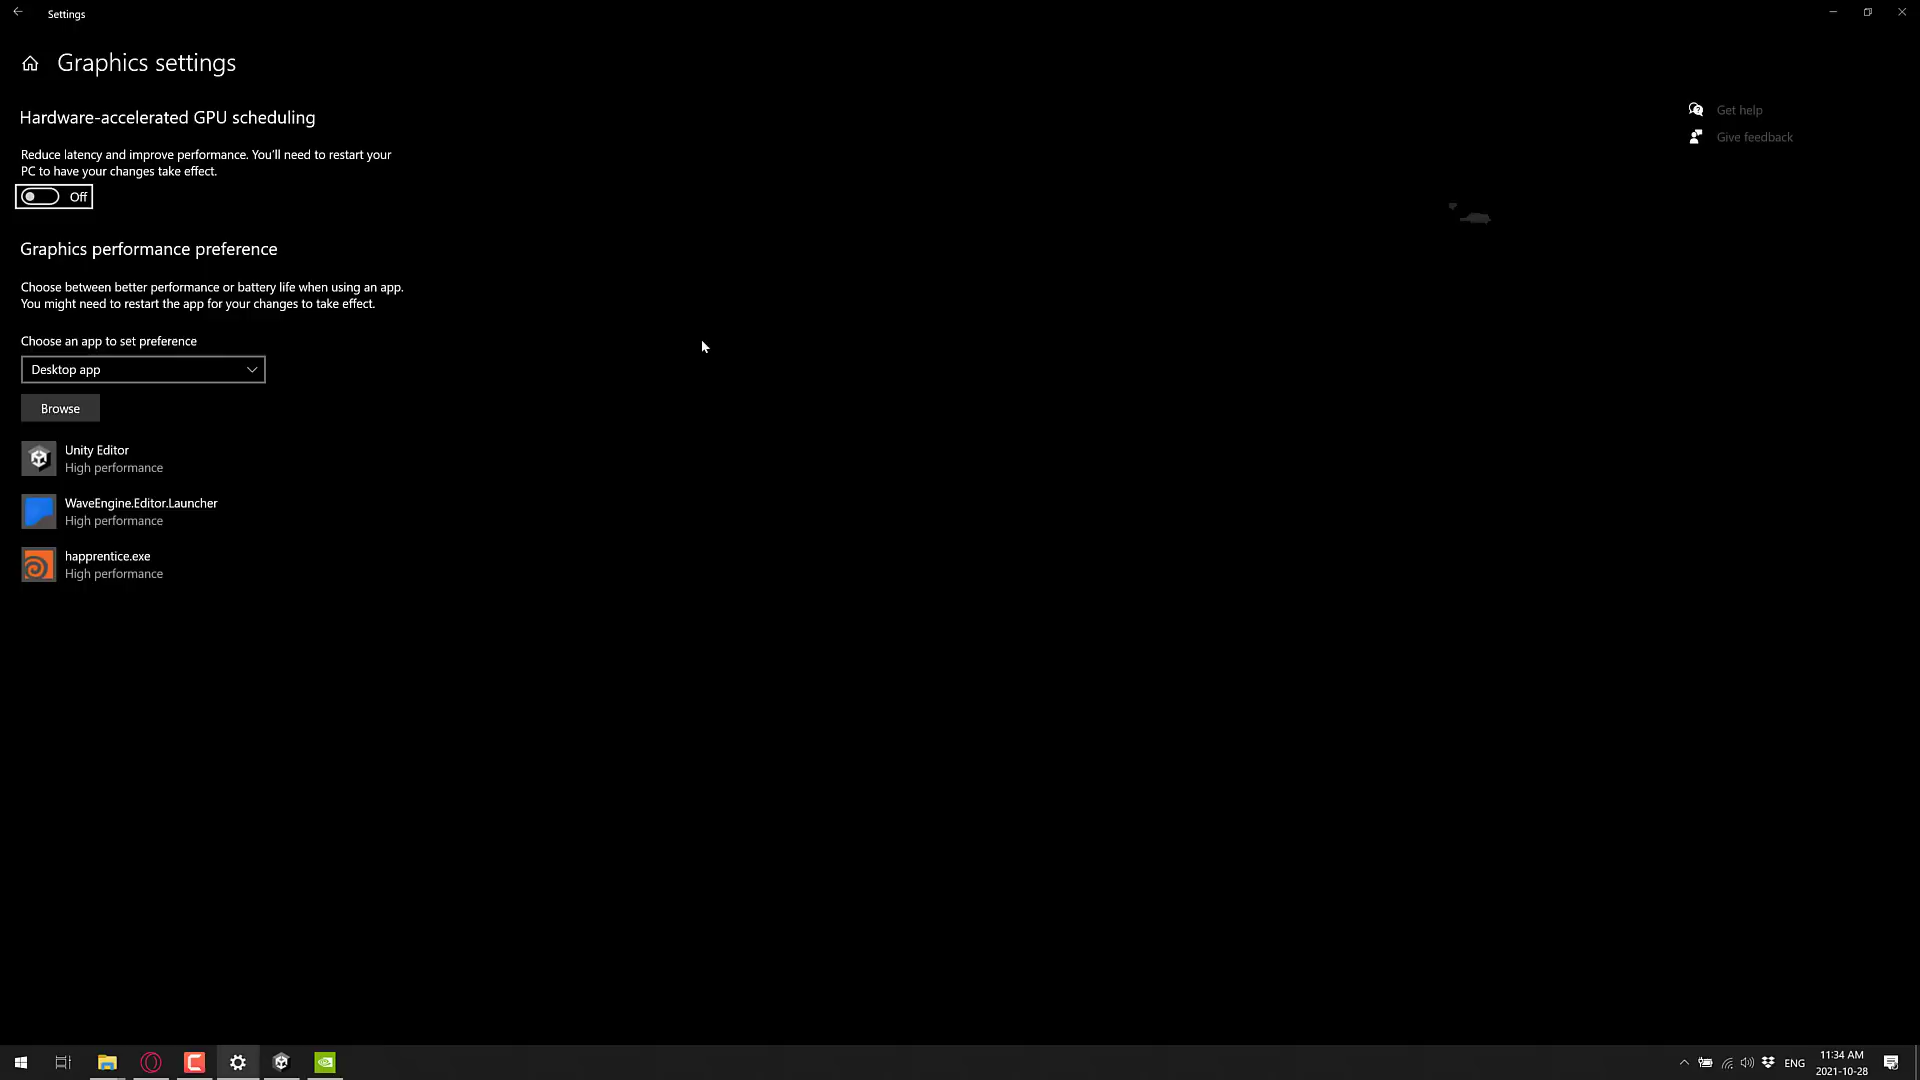 Settings
Graphics settings
Hardware-accelerated GPU scheduling
Reduce latency and improve performance. You'll need to restart your
PC to have your changes take effect.
Off
Graphics performance preference
Choose between better performance or battery life when using an app.
You might need to restart the app for your changes to take effect.
Choose an app to set preference
Desktop app
Browse
Unity Editor
High performance
WaveEngine.Editor.Launcher
High performance
happrentice.exe
High performance
Get help
Give feedback
ENG
11:34 AM
2021-10-28